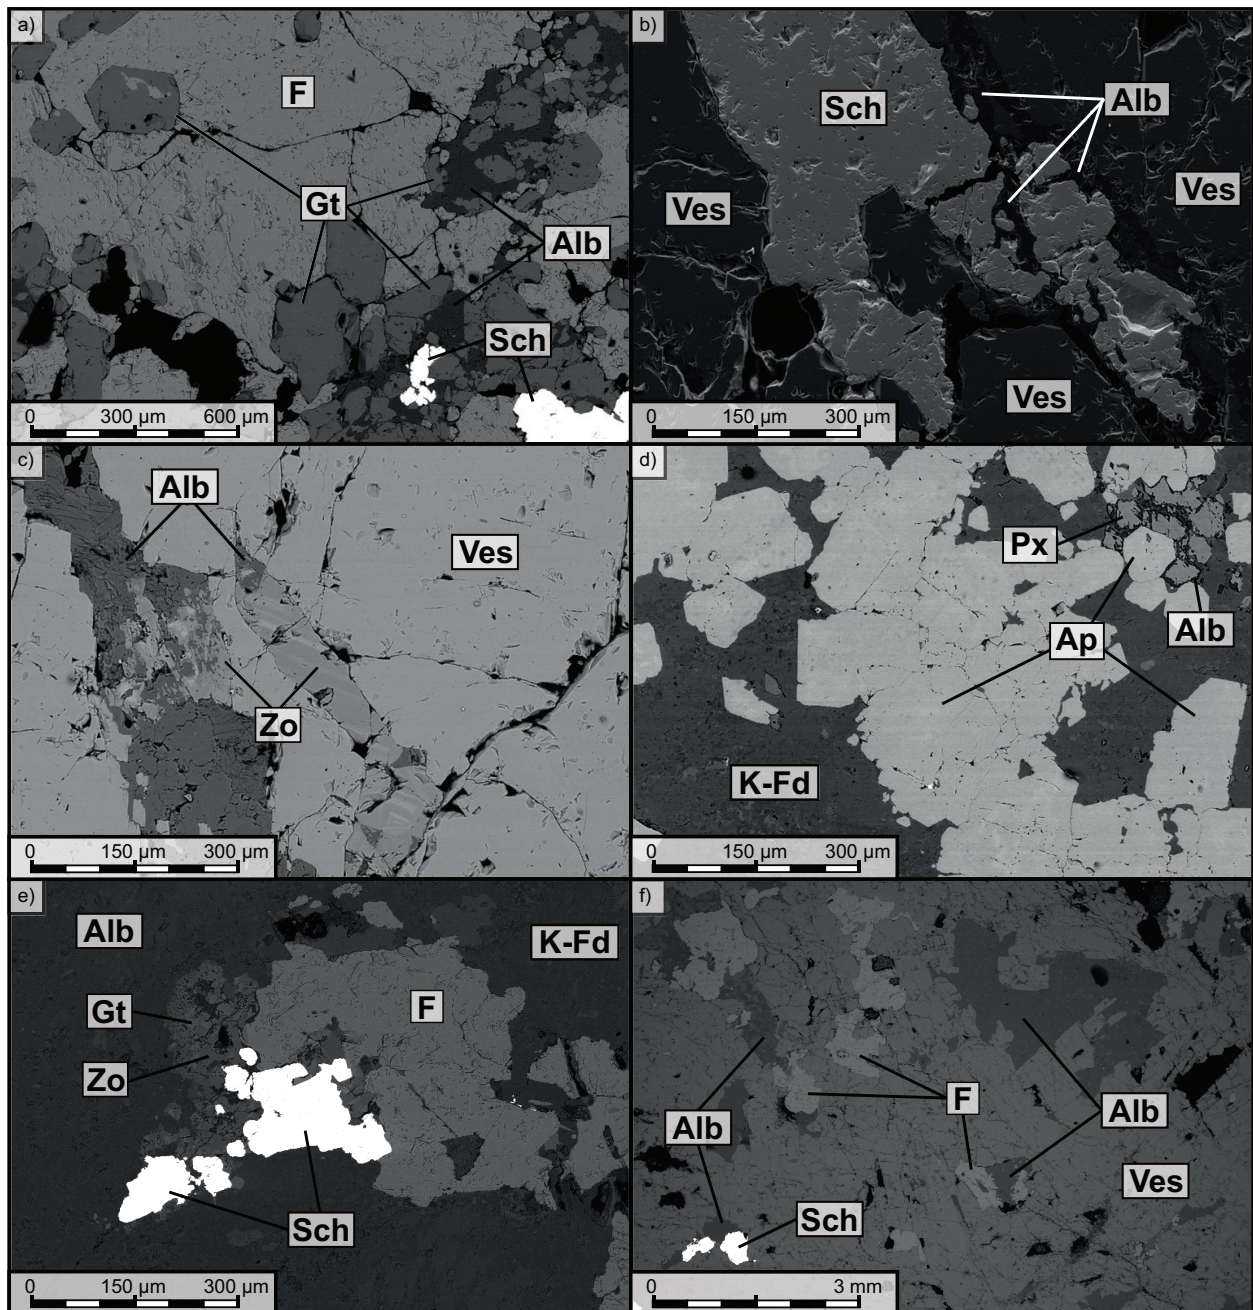 a)
F
Gt
Alb
Sch
0 300 µm 600 µm
b)
Sch
Alb
Ves
Ves
Ves
0 150 µm 300 µm
c)
Alb
Ves
Zo
0 150 µm 300 µm
d)
Px
Ap
Alb
K-Fd
0 150 µm 300 µm
e)
Alb
K-Fd
Gt
F
Zo
Sch
0 150 µm 300 µm
f)
F
Alb
Alb
Ves
Sch
0 3 mm